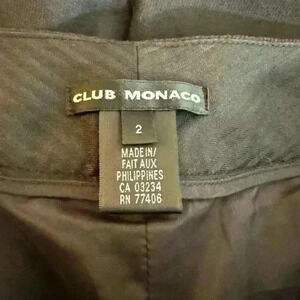 CLUB MONACO
2
MADE IN/
FAIT AUX
PHILIPPINES
CA 03234
RN 77406